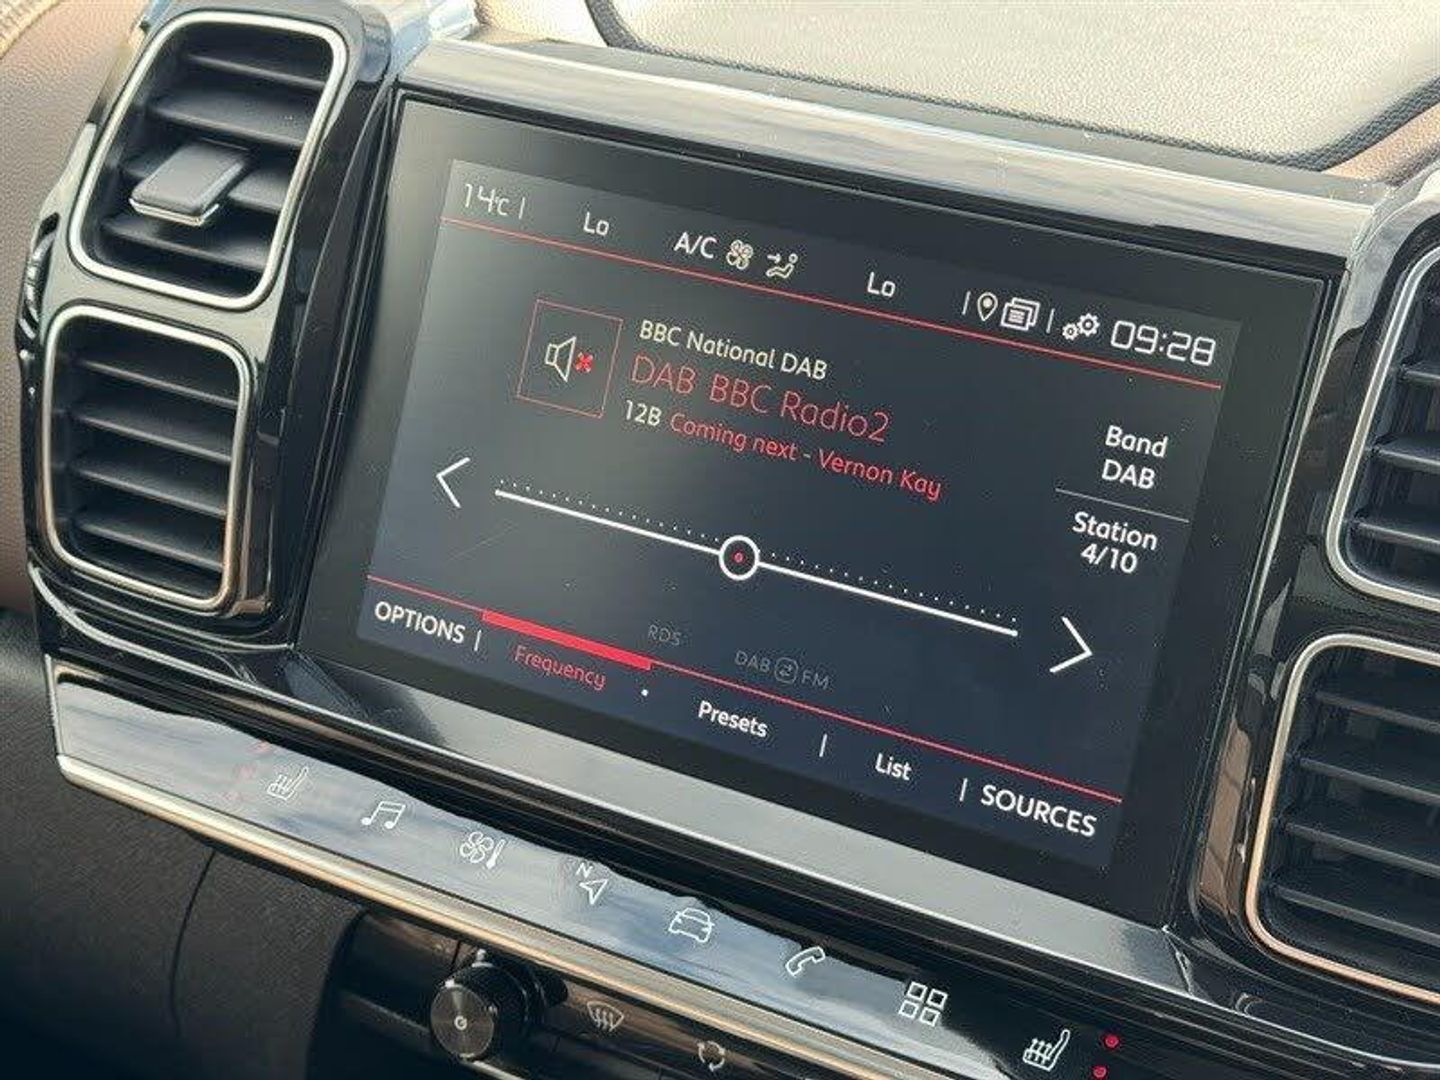 14°C
Lo
A/C
Lo
09:28
BBC National DAB
DAB BBC Radio2
12B Coming next - Vernon Kay
Band
DAB
Station
4/10
RDS
DAB FM
OPTIONS
Frequency
Presets
List
SOURCES
N